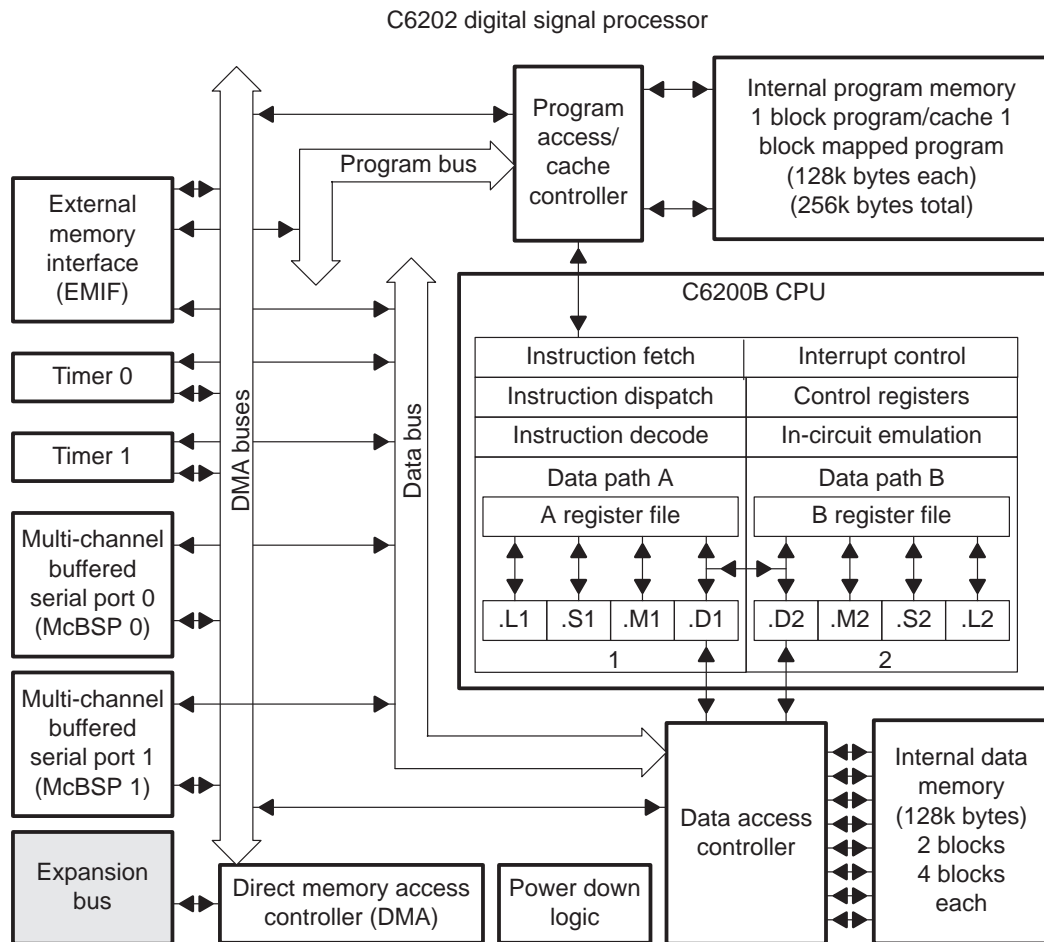 C6202 digital signal processor
Program
access/
cache
controller
Internal program memory
1 block program/cache 1
block mapped program
(128k bytes each)
(256k bytes total)
Program bus
External
memory
interface
(EMIF)
C6200B CPU
Instruction fetch
Interrupt control
Timer 0
Instruction dispatch
Control registers
Timer 1
Instruction decode
In-circuit emulation
DMA buses
Data bus
Data path A
Data path B
A register file
B register file
Multi-channel
buffered
serial port 0
(McBSP 0)
.L1
.S1
.M1
.D1
.D2
.M2
.S2
.L2
1
2
Multi-channel
buffered
serial port 1
(McBSP 1)
Data access
controller
Internal data
memory
(128k bytes)
2 blocks
4 blocks
each
Expansion
bus
Direct memory access
controller (DMA)
Power down
logic